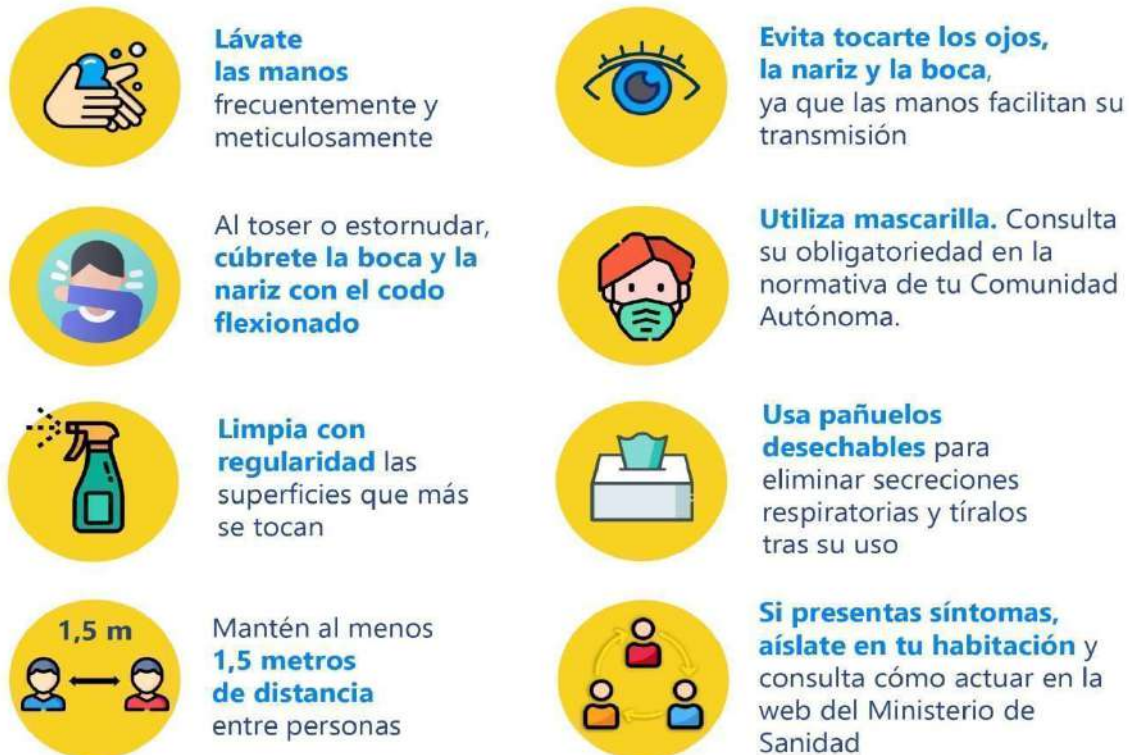 Lávate
las manos
frecuentemente y
meticulosamente
Evita tocarte los ojos,
la nariz y la boca,
ya que las manos facilitan su
transmisión
Al toser o estornudar,
cúbrete la boca y la
nariz con el codo
flexionado
Utiliza mascarilla. Consulta
su obligatoriedad en la
normativa de tu Comunidad
Autónoma.
Limpia con
regularidad las
superficies que más
se tocan
Usa pañuelos
desechables para
eliminar secreciones
respiratorias y tíralos
tras su uso
1,5 m
Mantén al menos
1,5 metros
de distancia
entre personas
Si presentas síntomas,
aíslate en tu habitación y
consulta cómo actuar en la
web del Ministerio de
Sanidad